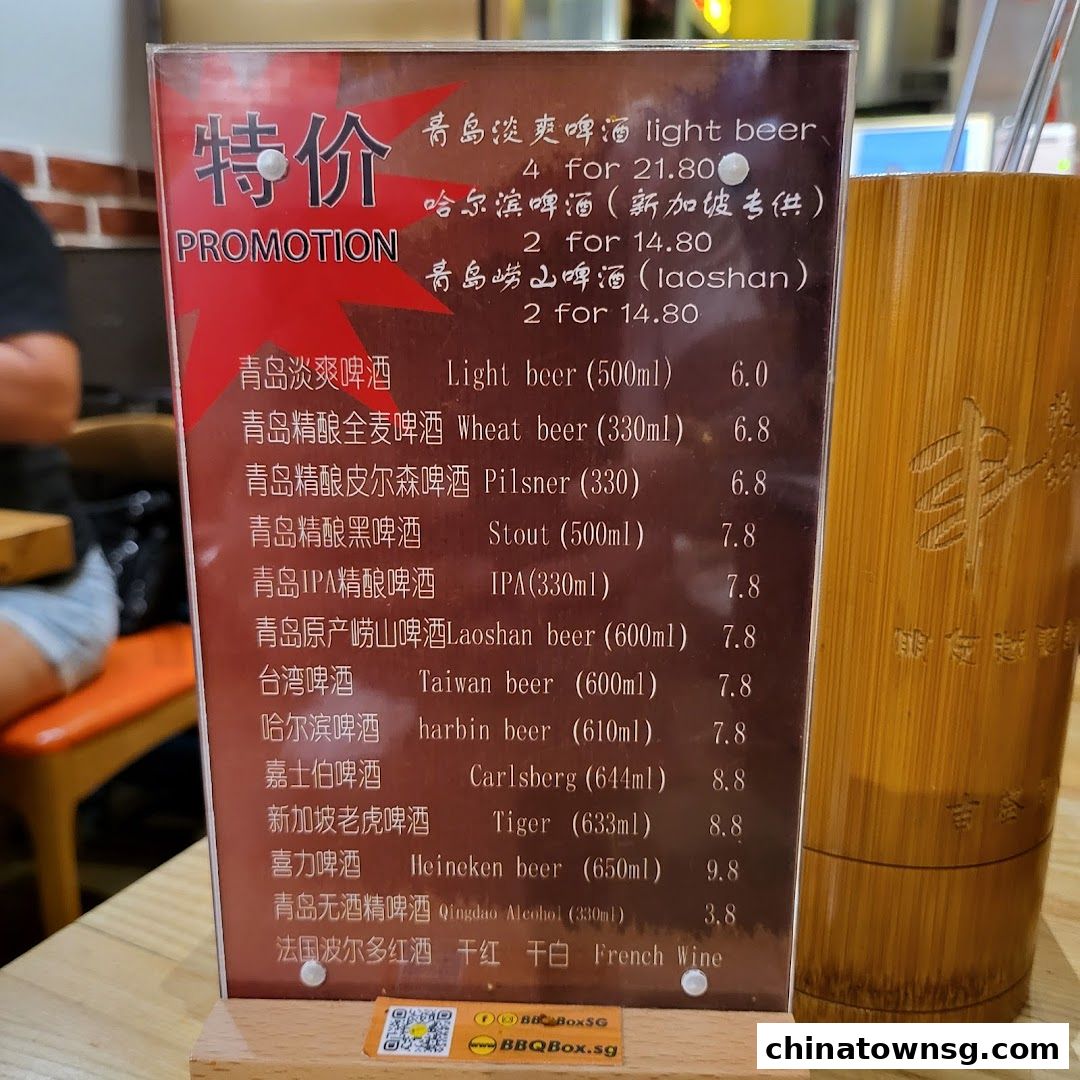 特价
PROMOTION
青岛淡爽啤酒 light beer
4 for 21.80
哈尔滨啤酒(新加坡专供)
2 for 14.80
青岛崂山啤酒(laoshan)
2 for 14.80
青岛淡爽啤酒 Light beer (500ml) 6.0
青岛精酿全麦啤酒 Wheat beer (330ml) 6.8
青岛精酿皮尔森啤酒 Pilsner (330) 6.8
青岛精酿黑啤酒 Stout (500ml) 7.8
青岛IPA精酿啤酒 IPA(330ml) 7.8
青岛原产崂山啤酒Laoshan beer (600ml) 7.8
台湾啤酒 Taiwan beer (600ml) 7.8
哈尔滨啤酒 harbin beer (610ml) 7.8
嘉士伯啤酒 Carlsberg (644ml) 8.8
新加坡老虎啤酒 Tiger (633ml) 8.8
喜力啤酒 Heineken beer (650ml) 9.8
青岛无酒精啤酒 Qingdao Alcohol (330ml) 3.8
法国波尔多红酒 干红 干白 French Wine
BBQBoxSG
BBQBox.sg
串
chinatownsg.com